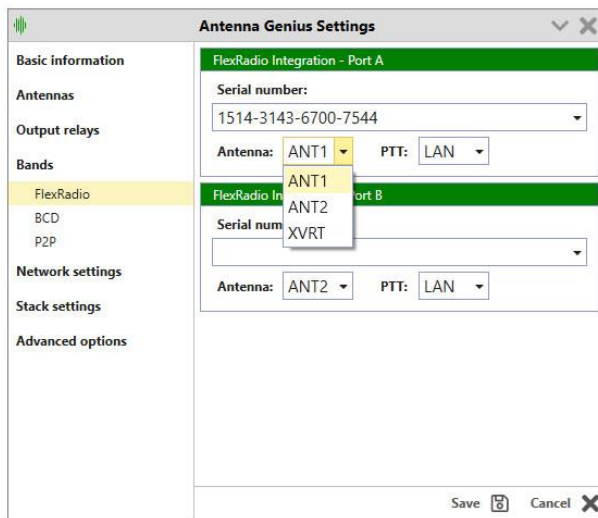 Antenna Genius Settings
Basic information
Antennas
Output relays
Bands
FlexRadio
BCD
P2P
Network settings
Stack settings
Advanced options
FlexRadio Integration - Port A
Serial number:
1514-3143-6700-7544
Antenna: ANT1 PTT: LAN
ANT1
ANT2
XVRT
FlexRadio In ort B
Serial num
Antenna: ANT2 PTT: LAN
Save Cancel